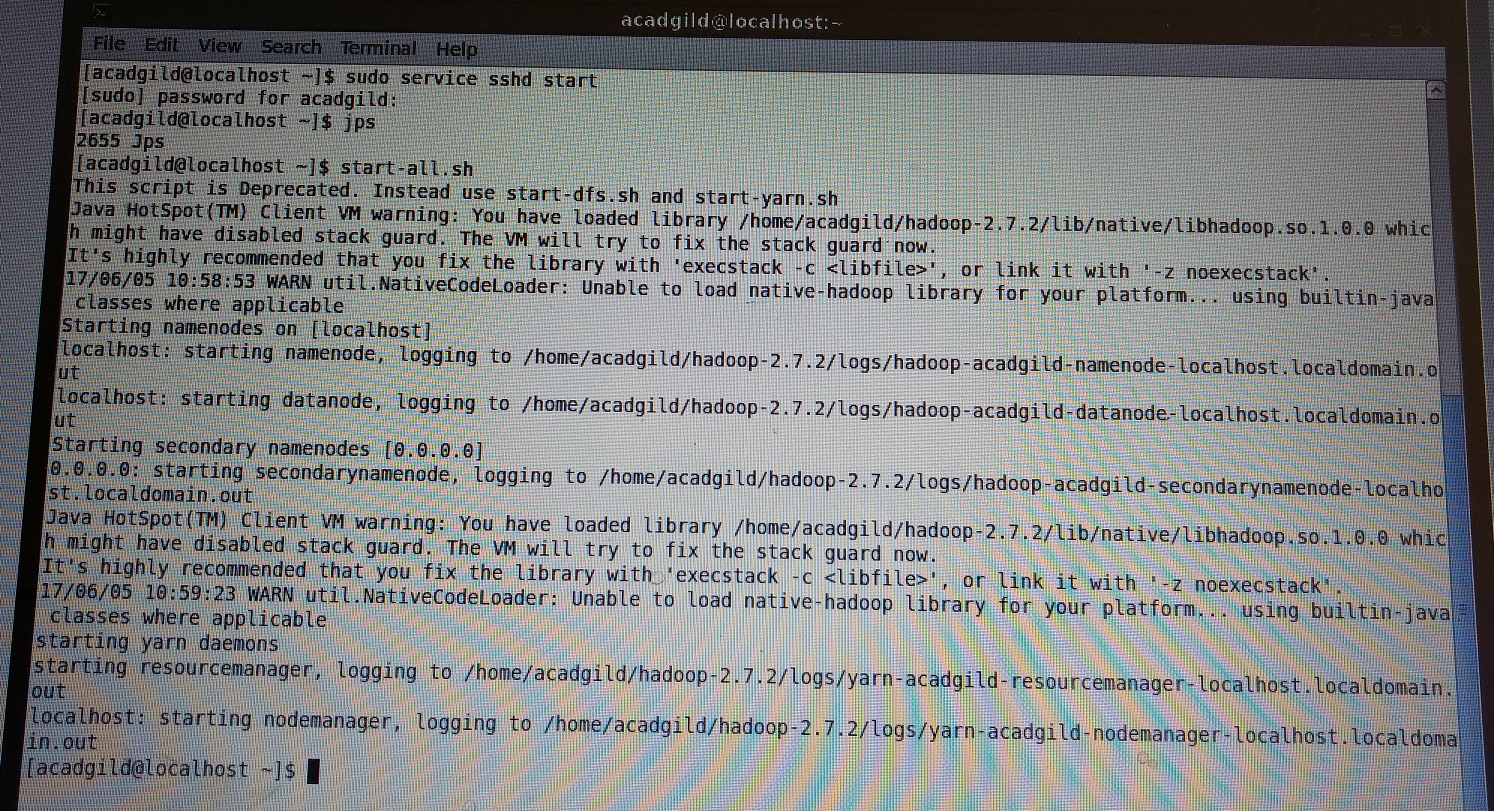 acadgild@localhost:~
File Edit View Search Terminal Help
[acadgild@localhost ~]$ sudo service sshd start
[sudo] password for acadgild:
[acadgild@localhost ~]$ jps
2655 Jps
[acadgild@localhost ~]$ start-all.sh
This script is Deprecated. Instead use start-dfs.sh and start-yarn.sh
Java HotSpot(TM) Client VM warning: You have loaded library /home/acadgild/hadoop-2.7.2/lib/native/libhadoop.so.1.0.0 whic
h might have disabled stack guard. The VM will try to fix the stack guard now.
It's highly recommended that you fix the library with 'execstack -c <libfile>', or link it with '-z noexecstack'.
17/06/05 10:58:53 WARN util.NativeCodeLoader: Unable to load native-hadoop library for your platform... using builtin-java
 classes where applicable
Starting namenodes on [localhost]
localhost: starting namenode, logging to /home/acadgild/hadoop-2.7.2/logs/hadoop-acadgild-namenode-localhost.localdomain.o
ut
localhost: starting datanode, logging to /home/acadgild/hadoop-2.7.2/logs/hadoop-acadgild-datanode-localhost.localdomain.o
ut
Starting secondary namenodes [0.0.0.0]
0.0.0.0: starting secondarynamenode, logging to /home/acadgild/hadoop-2.7.2/logs/hadoop-acadgild-secondarynamenode-localho
st.localdomain.out
Java HotSpot(TM) Client VM warning: You have loaded library /home/acadgild/hadoop-2.7.2/lib/native/libhadoop.so.1.0.0 whic
h might have disabled stack guard. The VM will try to fix the stack guard now.
It's highly recommended that you fix the library with 'execstack -c <libfile>', or link it with '-z noexecstack'.
17/06/05 10:59:23 WARN util.NativeCodeLoader: Unable to load native-hadoop library for your platform... using builtin-java
 classes where applicable
starting yarn daemons
starting resourcemanager, logging to /home/acadgild/hadoop-2.7.2/logs/yarn-acadgild-resourcemanager-localhost.localdomain.
out
localhost: starting nodemanager, logging to /home/acadgild/hadoop-2.7.2/logs/yarn-acadgild-nodemanager-localhost.localdoma
in.out
[acadgild@localhost ~]$